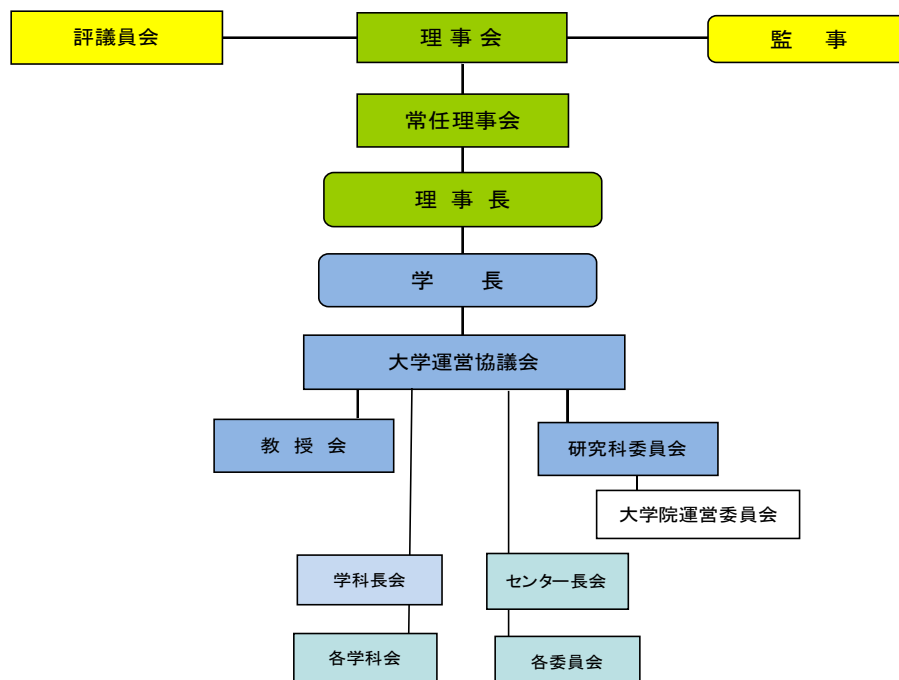 評議員会
理事会
監　事
常任理事会
理 事 長
学　長
大学運営協議会
教 授 会
研究科委員会
大学院運営委員会
学科長会
センター長会
各学科会
各委員会